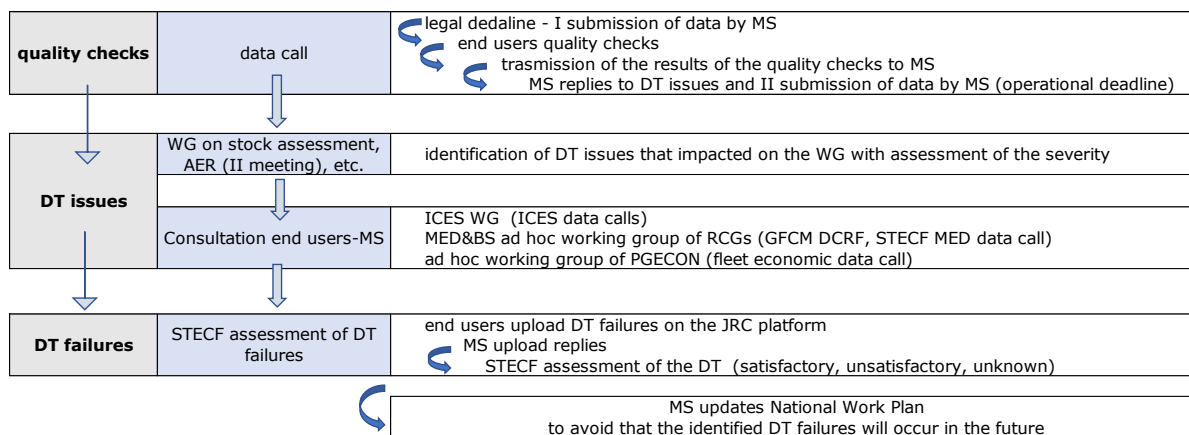 quality checks
data call
legal dedaline - I submission of data by MS
end users quality checks
trasmission of the results of the quality checks to MS
MS replies to DT issues and II submission of data by MS (operational deadline)
DT issues
WG on stock assessment,
AER (II meeting), etc.
identification of DT issues that impacted on the WG with assessment of the severity
Consultation end users-MS
ICES WG (ICES data calls)
MED&BS ad hoc working group of RCGs (GFCM DCRF, STECF MED data call)
ad hoc working group of PGECON (fleet economic data call)
DT failures
STECF assessment of DT
failures
end users upload DT failures on the JRC platform
MS upload replies
STECF assessment of the DT (satisfactory, unsatisfactory, unknown)
MS updates National Work Plan
to avoid that the identified DT failures will occur in the future